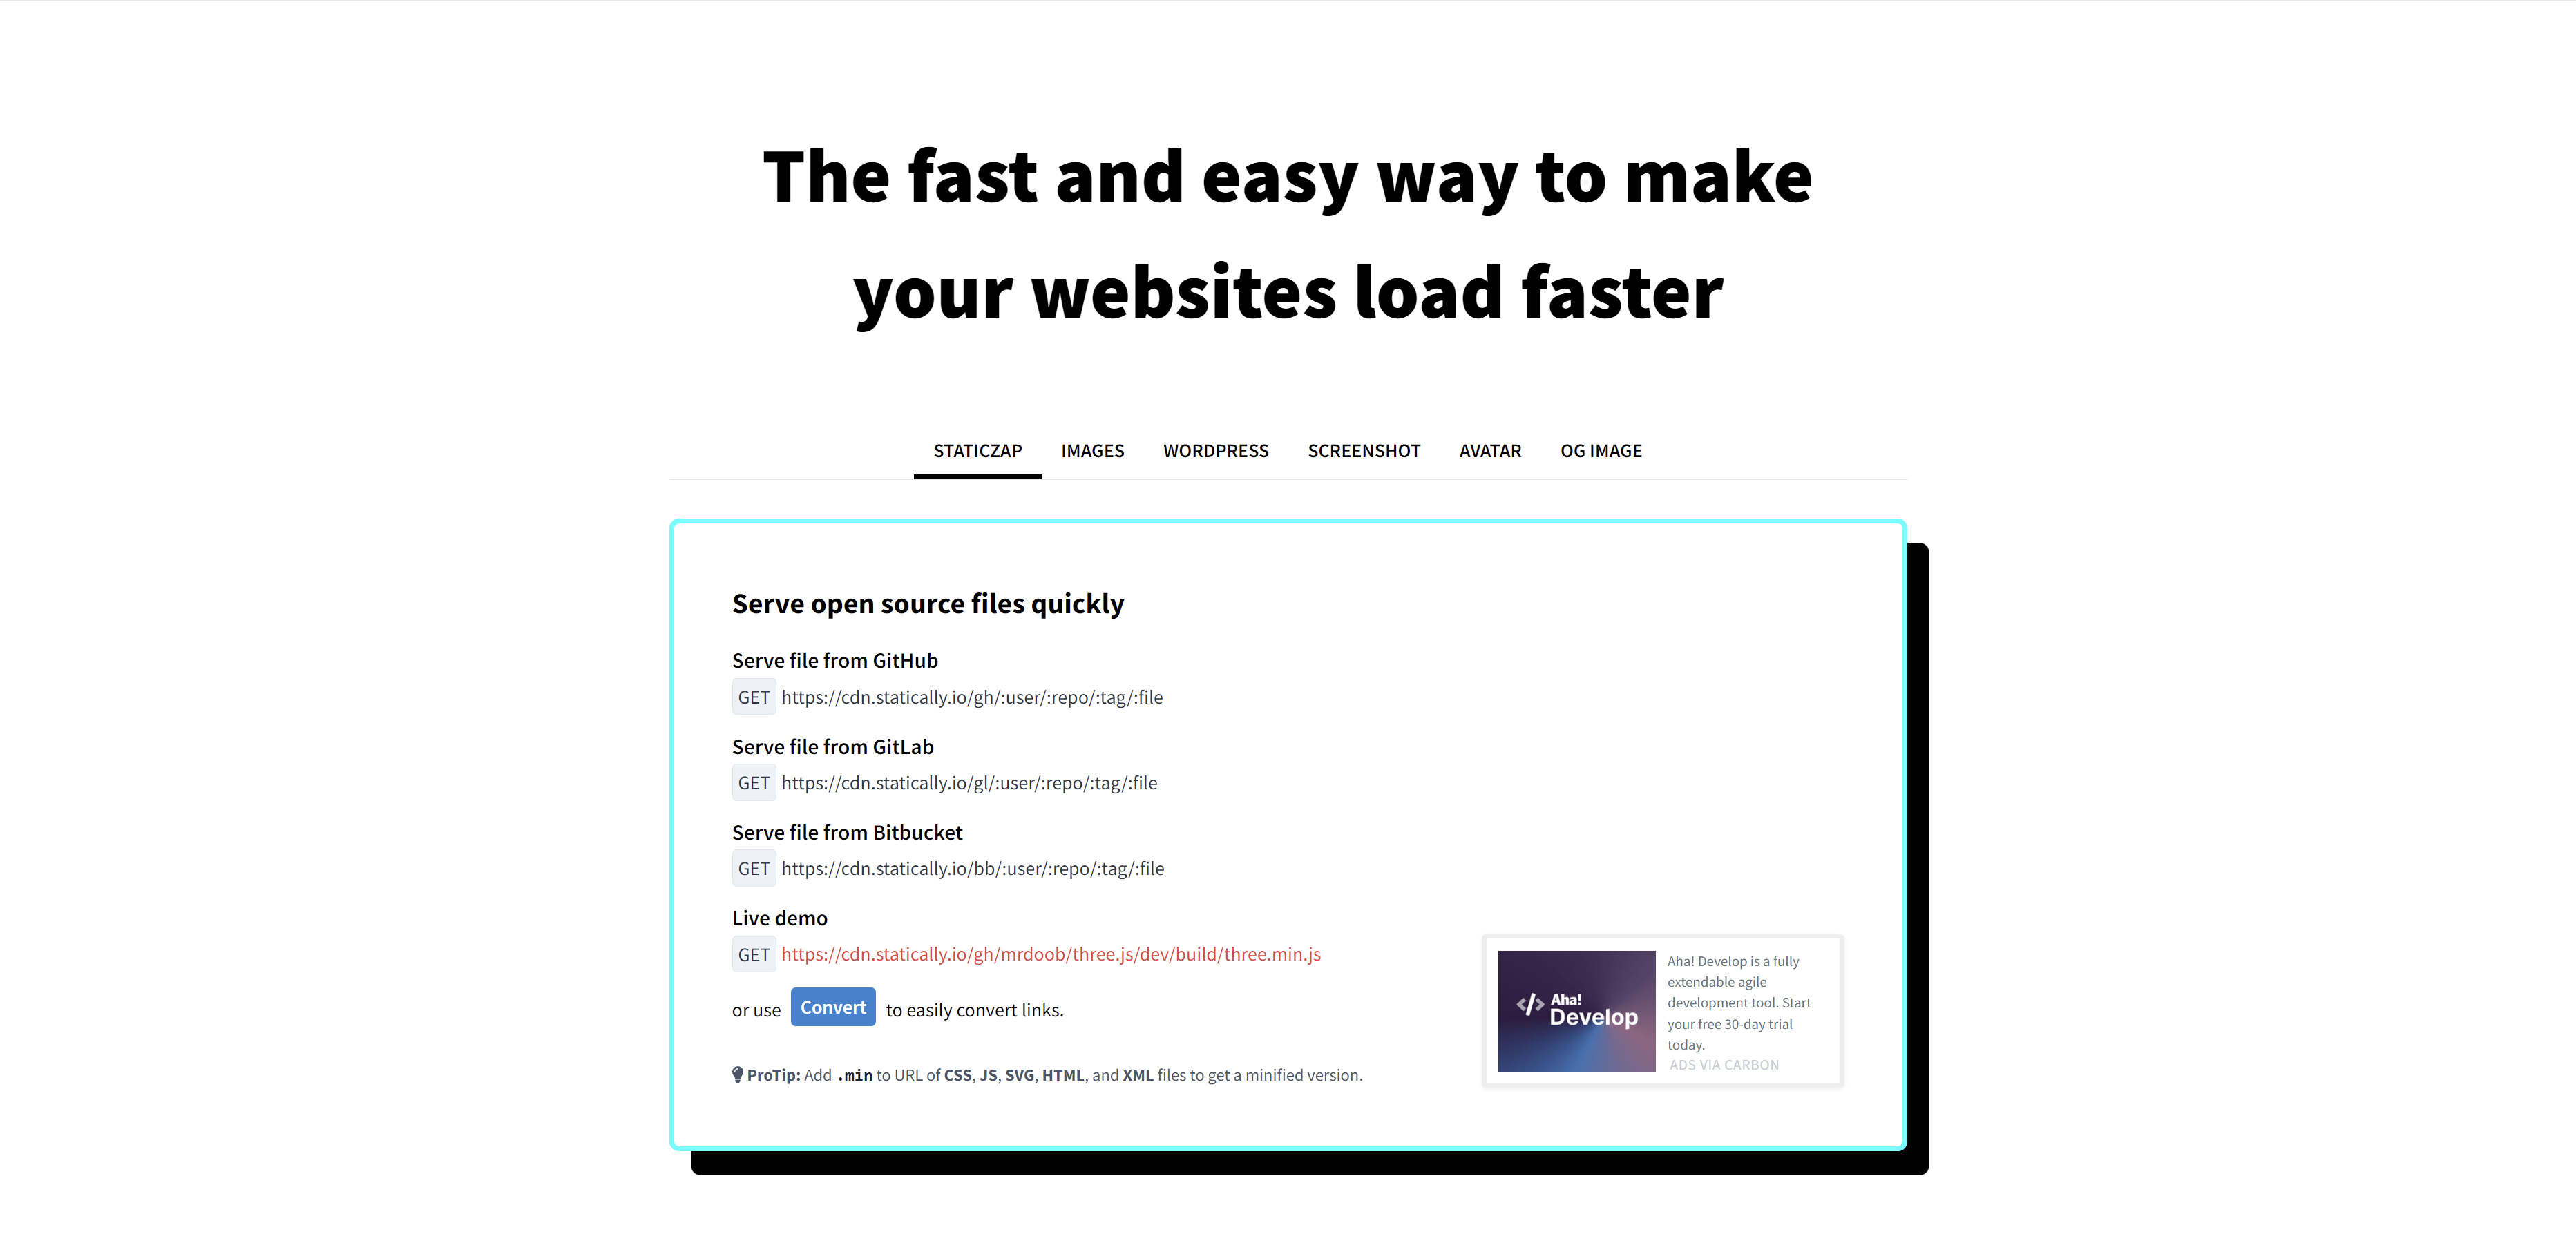 The fast and easy way to make
your websites load faster
STATICZAP IMAGES WORDPRESS SCREENSHOT AVATAR OG IMAGE
Serve open source files quickly
Serve file from GitHub
GET https://cdn.statically.io/gh/:user/:repo/:tag/:file
Serve file from GitLab
GET https://cdn.statically.io/gl/:user/:repo/:tag/:file
Serve file from Bitbucket
GET https://cdn.statically.io/bb/:user/:repo/:tag/:file
Live demo
GET https://cdn.statically.io/gh/mrdoob/three.js/dev/build/three.min.js
or use Convert to easily convert links.
ProTip: Add .min to URL of CSS, JS, SVG, HTML, and XML files to get a minified version.
</> Aha!
Develop
Aha! Develop is a fully
extendable agile
development tool. Start
your free 30-day trial
today.
ADS VIA CARBON